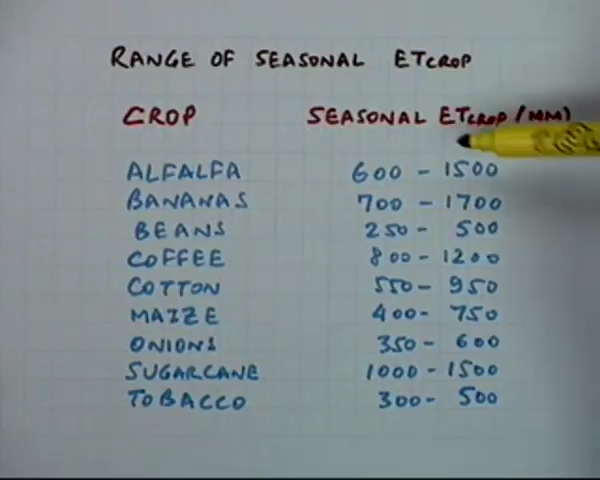 RANGE OF SEASONAL ETCROP
CROP SEASONAL ETCROP (MM)
ALFALFA 600 - 1500
BANANAS 700 - 1700
BEANS 250 - 500
COFFEE 800 - 1200
COTTON 550 - 950
MAIZE 400 - 750
ONIONS 350 - 600
SUGARCANE 1000 - 1500
TOBACCO 300 - 500